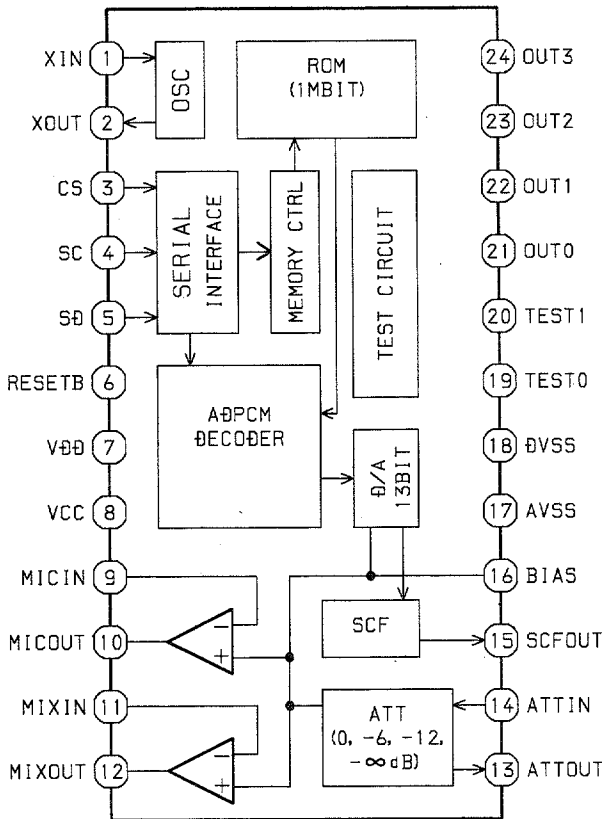 XIN
1
XOUT
2
CS
3
SC
4
SD
5
RESETB
6
VDD
7
VCC
8
MICIN
9
MICOUT
10
MIXIN
11
MIXOUT
12
OSC
ROM
(1MBIT)
SERIAL
INTERFACE
MEMORY CTRL
TEST CIRCUIT
ADPCM
DECODER
D/A
13BIT
SCF
ATT
(0, -6, -12,
-∞ dB)
-
+
-
+
24
OUT3
23
OUT2
22
OUT1
21
OUT0
20
TEST1
19
TEST0
18
DVSS
17
AVSS
16
BIAS
15
SCFOUT
14
ATTIN
13
ATTOUT